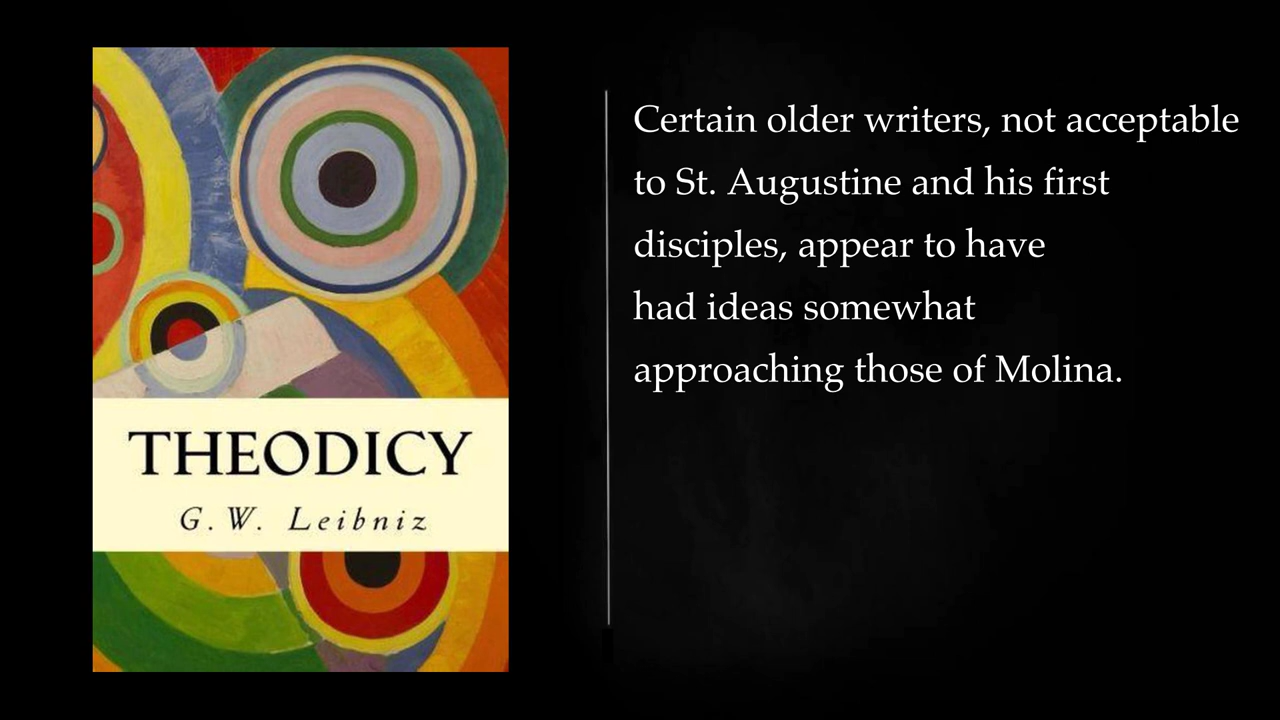 THEODICY
G. W. Leibniz
Certain older writers, not acceptable
to St. Augustine and his first
disciples, appear to have
had ideas somewhat
approaching those of Molina.